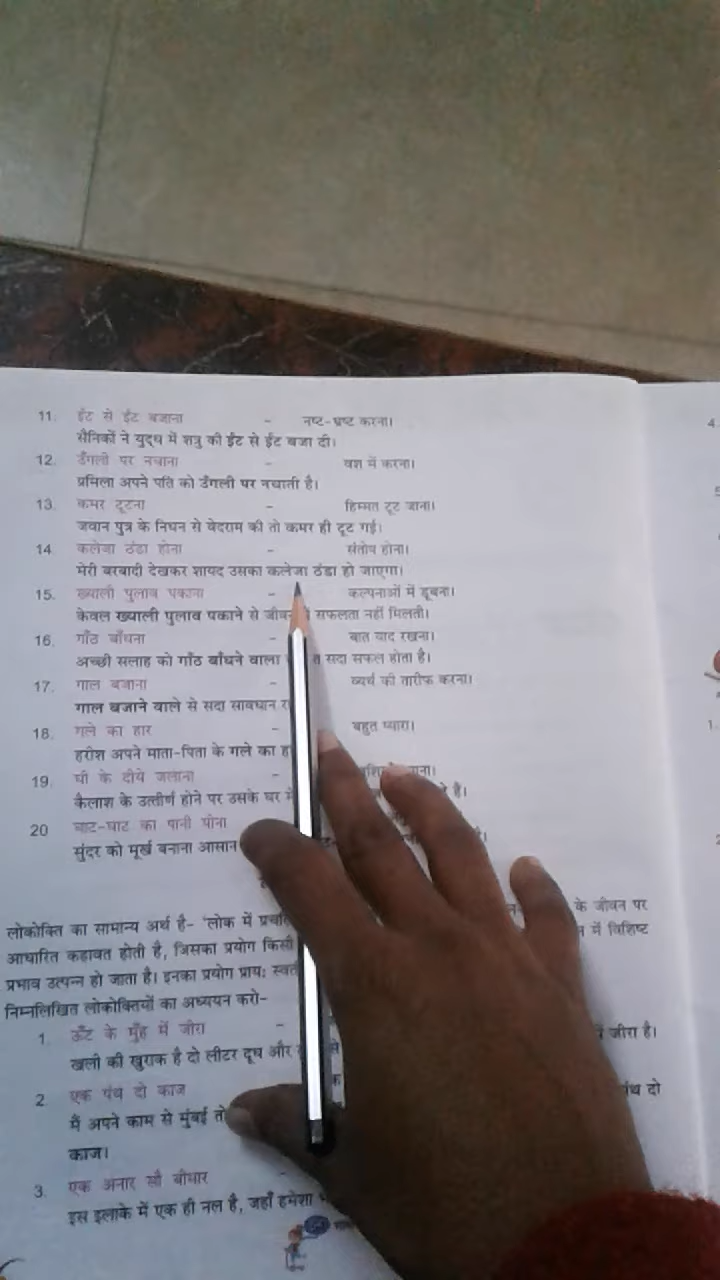 11. ईंट से ईंट बजाना - नष्ट-भ्रष्ट करना।
सैनिकों ने युद्ध में शत्रु की ईंट से ईंट बजा दी।
12. उँगली पर नचाना - वश में करना।
प्रमिला अपने पति को उँगली पर नचाती है।
13. कमर टूटना - हिम्मत टूट जाना।
जवान पुत्र के निधन से वेदराम की तो कमर ही टूट गई।
14. कलेजा ठंडा होना - संतोष होना।
मेरी बरबादी देखकर शायद उसका कलेजा ठंडा हो जाएगा।
15. ख्याली पुलाव पकाना - कल्पनाओं में डूबना।
केवल ख्याली पुलाव पकाने से सफलता नहीं मिलती।
16. गाँठ बाँधना - बात याद रखना।
अच्छी सलाह को गाँठ बाँधने वाला सदा सफल होता है।
17. गाल बजाना - व्यर्थ की तारीफ करना।
गाल बजाने वाले से सदा सावधान
18. गले का हार - बहुत प्यारा।
हरीश अपने माता-पिता के गले का
19. घी के दीये जलाना -
कैलाश के उत्तीर्ण होने पर उसके घर हैं।
20 घाट-घाट का पानी पीना
सुंदर को मूर्ख बनाना आसान
लोकोक्ति का सामान्य अर्थ है- 'लोक में के जीवन पर
आधारित कहावत होती है, जिसका प्रयोग किसी में विशिष्ट
प्रभाव उत्पन्न हो जाता है। इनका प्रयोग प्रायः
निम्नलिखित लोकोक्तियों का अध्ययन करो-
1. ऊँट के मुँह में जीरा - जीरा है।
खली की खुराक है दो लीटर दूध और
2. एक पंथ दो काज पंथ दो
मैं अपने काम से मुंबई
काज।
3. एक अनार सौ बीमार -
इस इलाके में एक ही नल है, जहाँ हमेशा